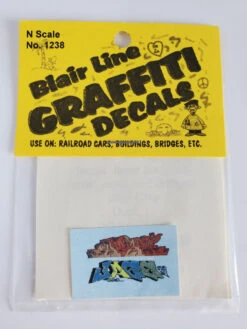 N Scale
No. 1238
Blair Line
GRAFFITI
DECALS
USE ON: RAILROAD CARS, BUILDINGS, BRIDGES, ETC.